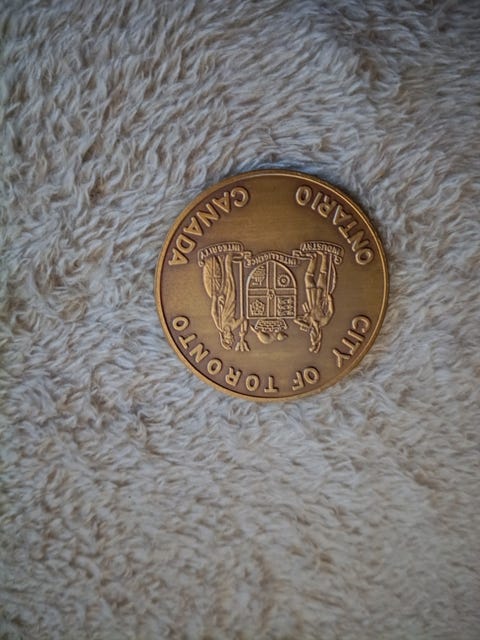 CITY OF TORONTO
INDUSTRY
INTELLIGENCE
INTEGRITY
ONTARIO CANADA